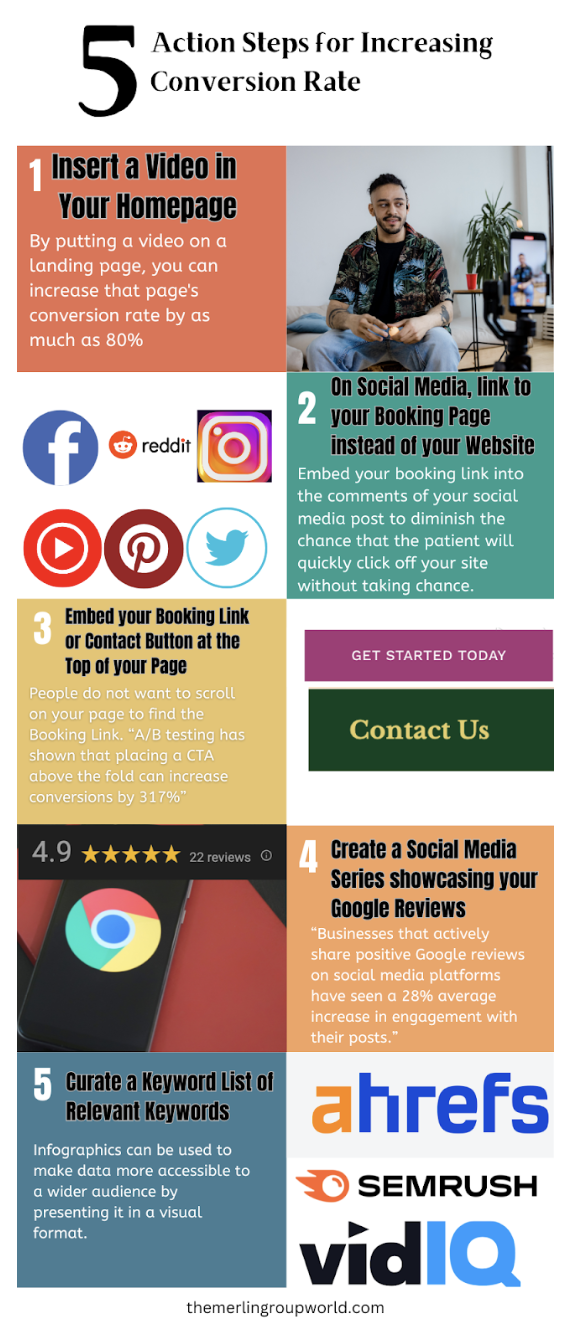 5
Action Steps for Increasing
Conversion Rate
1
Insert a Video in
Your Homepage
By putting a video on a
landing page, you can
increase that page's
conversion rate by as
much as 80%
f
reddit
2
On Social Media, link to
your Booking Page
instead of your Website
Embed your booking link into
the comments of your social
media post to diminish the
chance that the patient will
quickly click off your site
without taking chance.
3
Embed your Booking Link
or Contact Button at the
Top of your Page
People do not want to scroll
on your page to find the
Booking Link. “A/B testing has
shown that placing a CTA
above the fold can increase
conversions by 317%”
GET STARTED TODAY
Contact Us
4.9
22 reviews
4
Create a Social Media
Series showcasing your
Google Reviews
“Businesses that actively
share positive Google reviews
on social media platforms
have seen a 28% average
increase in engagement with
their posts.”
5
Curate a Keyword List of
Relevant Keywords
Infographics can be used to
make data more accessible to
a wider audience by
presenting it in a visual
format.
ahrefs
SEMRUSH
vidIQ
themerlingroupworld.com